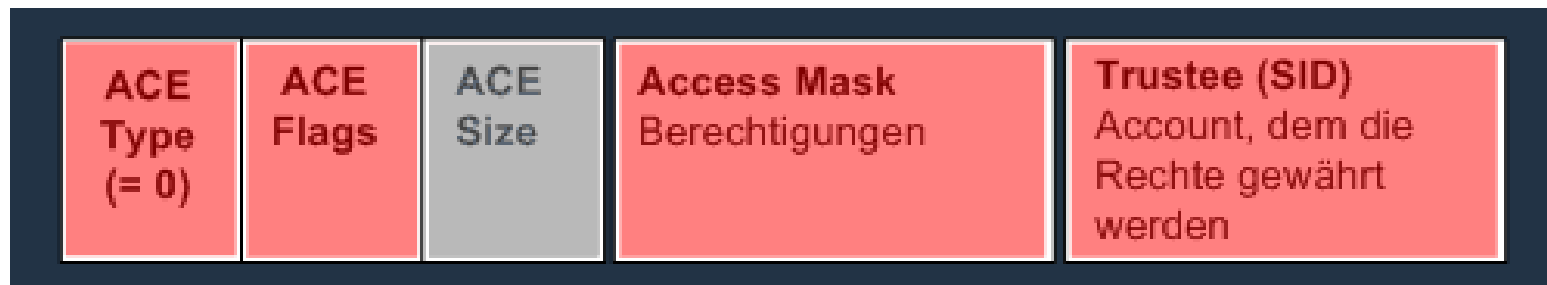 ACE
Type
(= 0)
ACE
Flags
ACE
Size
Access Mask
Berechtigungen
Trustee (SID)
Account, dem die
Rechte gewährt
werden